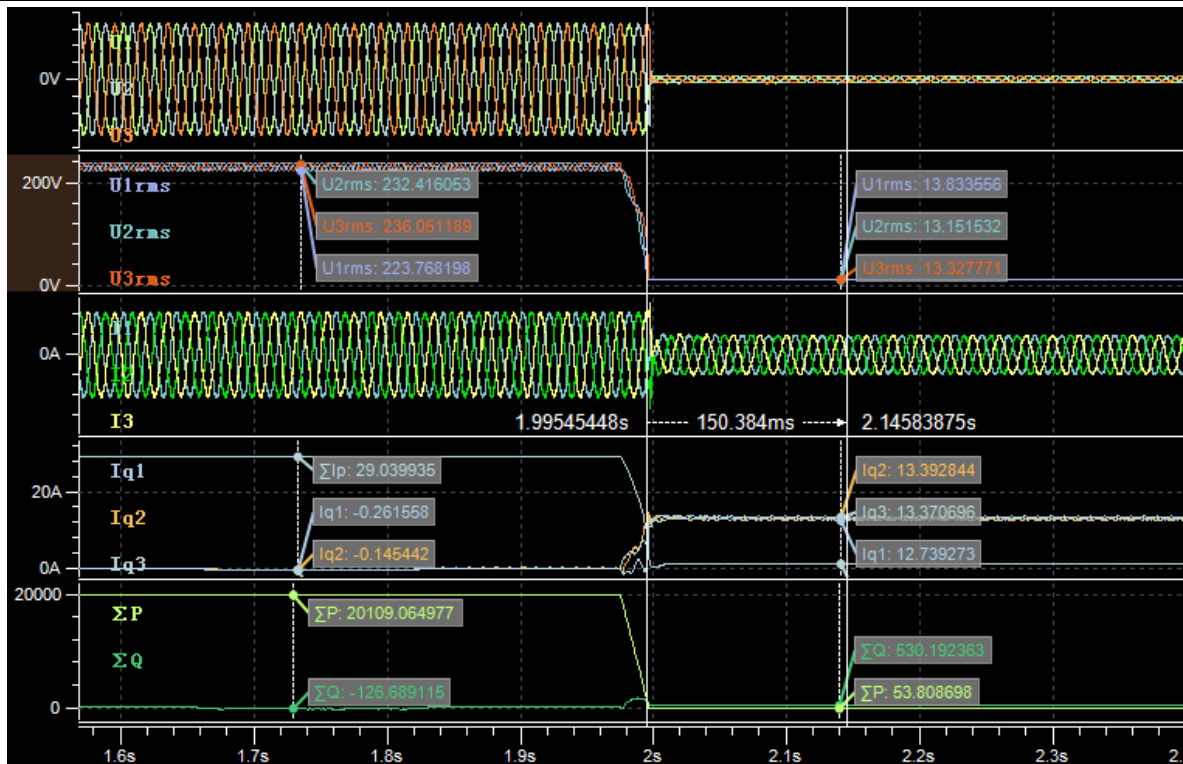 U1
0V
U2
U3
200V
U1rms
U2rms: 232.416053
U1rms: 13.833556
U2rms
U3rms: 236.051189
U2rms: 13.151532
U3rms
U1rms: 223.768198
U3rms: 13.327771
0V
I1
0A
I2
I3
1.99545448s
150.384ms
2.14583875s
Iq1
∑Ip: 29.039935
Iq2: 13.392844
20A
Iq2
Iq1: -0.261558
Iq3: 13.370696
Iq3
Iq2: -0.145442
Iq1: 12.739273
0A
20000
ΣP
∑P: 20109.064977
ΣQ
∑Q: 530.192363
∑Q: -126.689115
∑P: 53.808698
0
1.6s 1.7s 1.8s 1.9s 2s 2.1s 2.2s 2.3s 2.